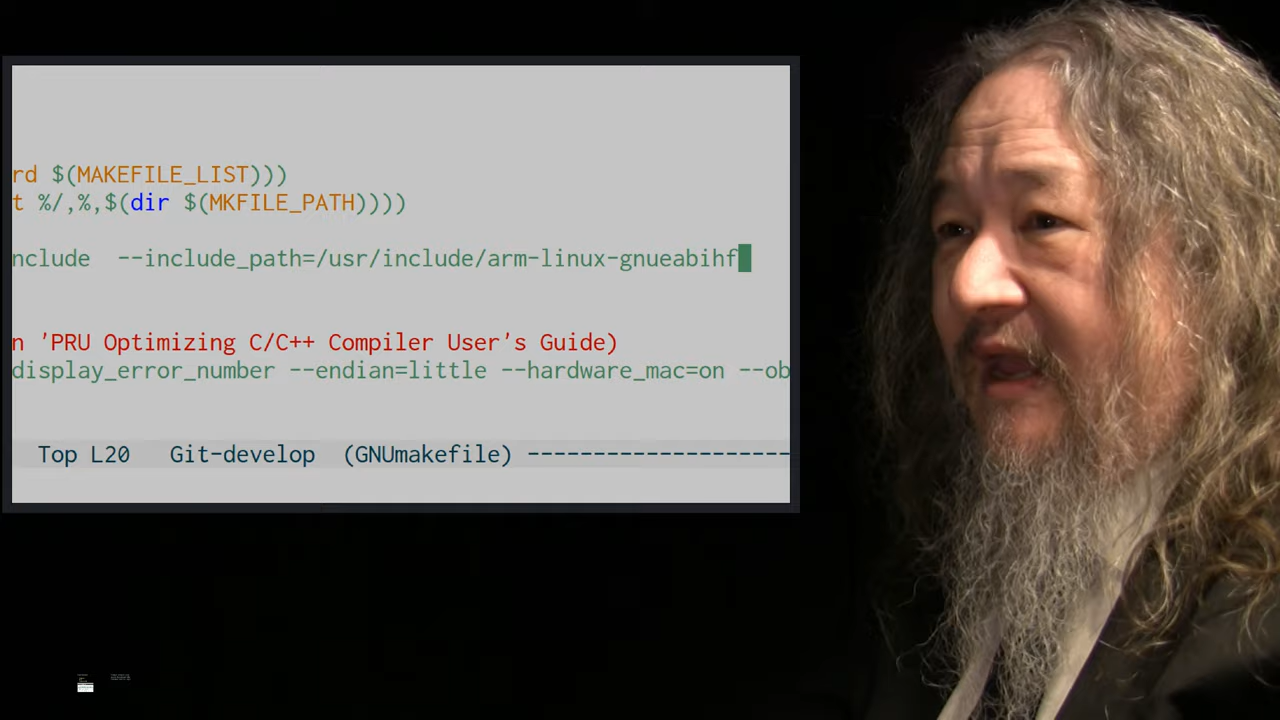 rd $(MAKEFILE_LIST)))
t %/,%,$(dir $(MKFILE_PATH))))
nclude  --include_path=/usr/include/arm-linux-gnueabihf
n 'PRU Optimizing C/C++ Compiler User's Guide)
display_error_number --endian=little --hardware_mac=on --ob
Top L20   Git-develop  (GNUmakefile) --------------------